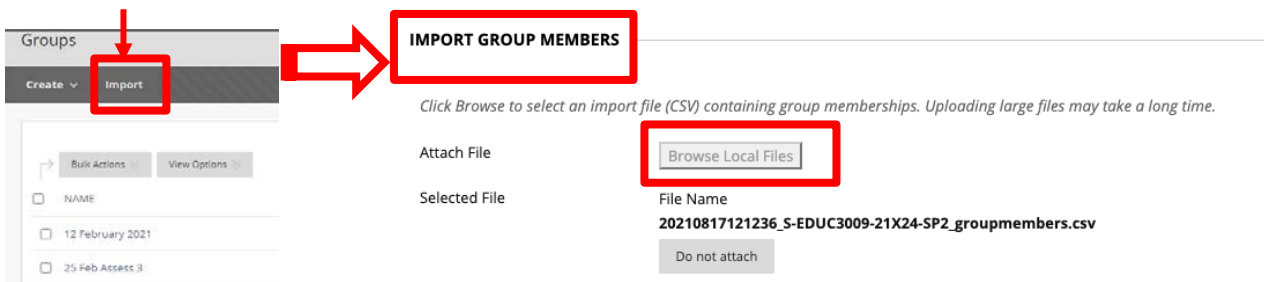 Groups
Create Import
Bulk Actions View Options
NAME
12 February 2021
25 Feb Assess 3
IMPORT GROUP MEMBERS
Click Browse to select an import file (CSV) containing group memberships. Uploading large files may take a long time.
Attach File Browse Local Files
Selected File File Name
20210817121236_S-EDUC3009-21X24-SP2_groupmembers.csv
Do not attach